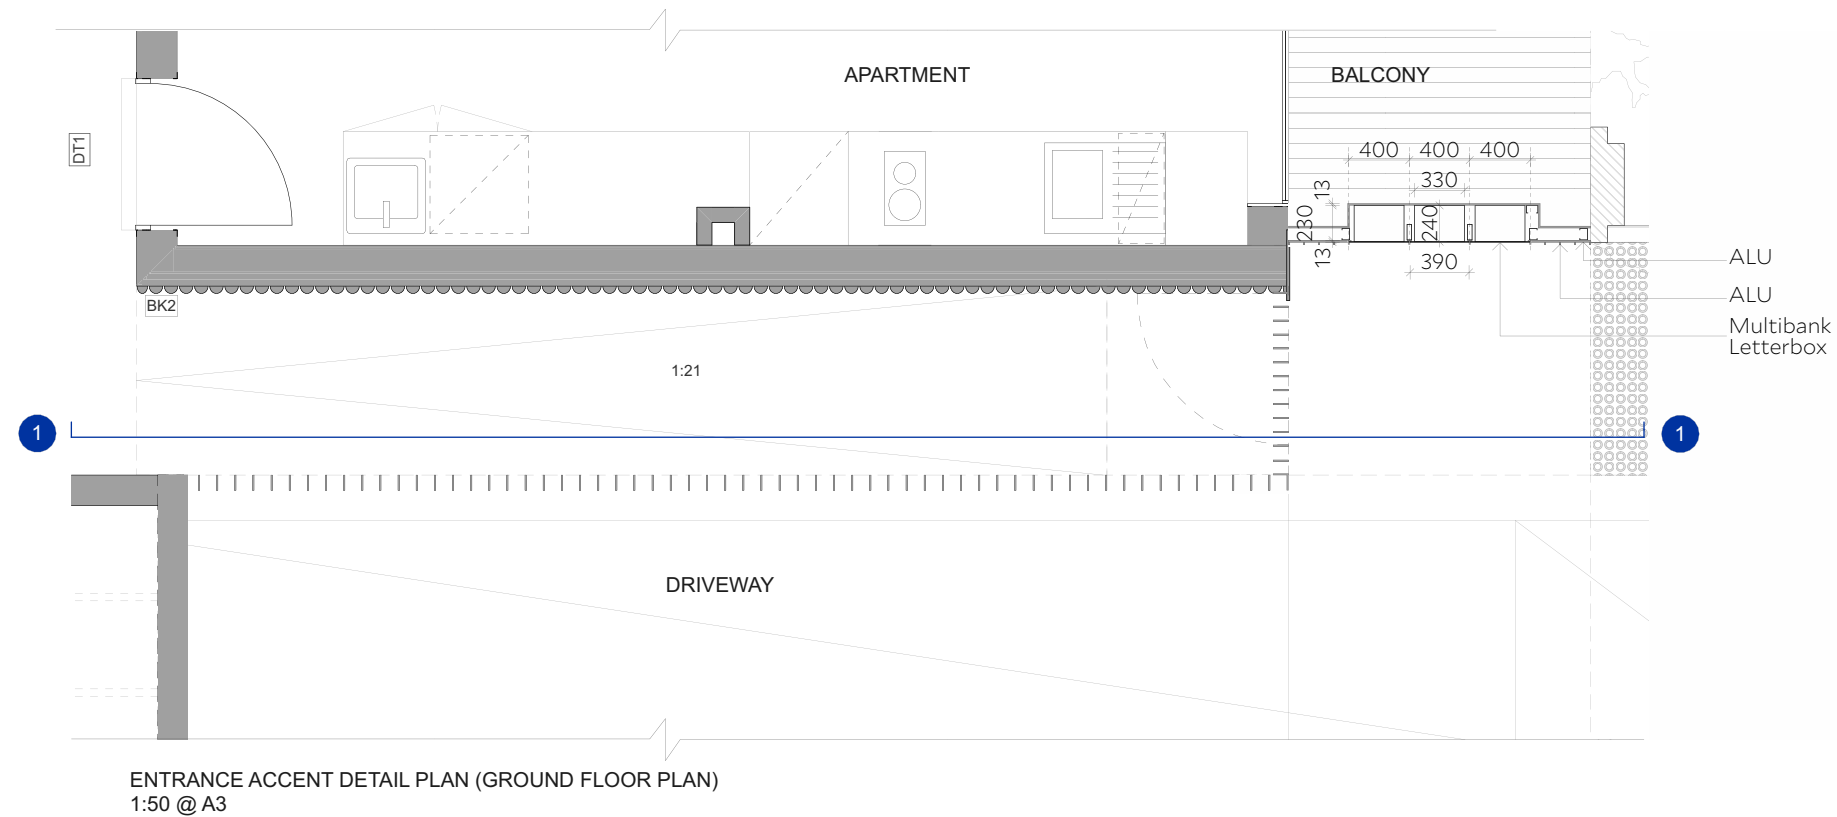 APARTMENT
BALCONY
DT1
400 400 400
330
13
230
240
13
390
ALU
ALU
Multibank
Letterbox
BK2
1:21
1
1
DRIVEWAY
ENTRANCE ACCENT DETAIL PLAN (GROUND FLOOR PLAN)
1:50 @ A3